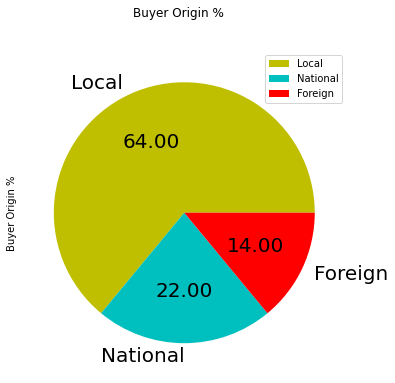 Buyer Origin %
Local
National
Foreign
Local
64.00
Buyer Origin %
14.00
Foreign
22.00
National